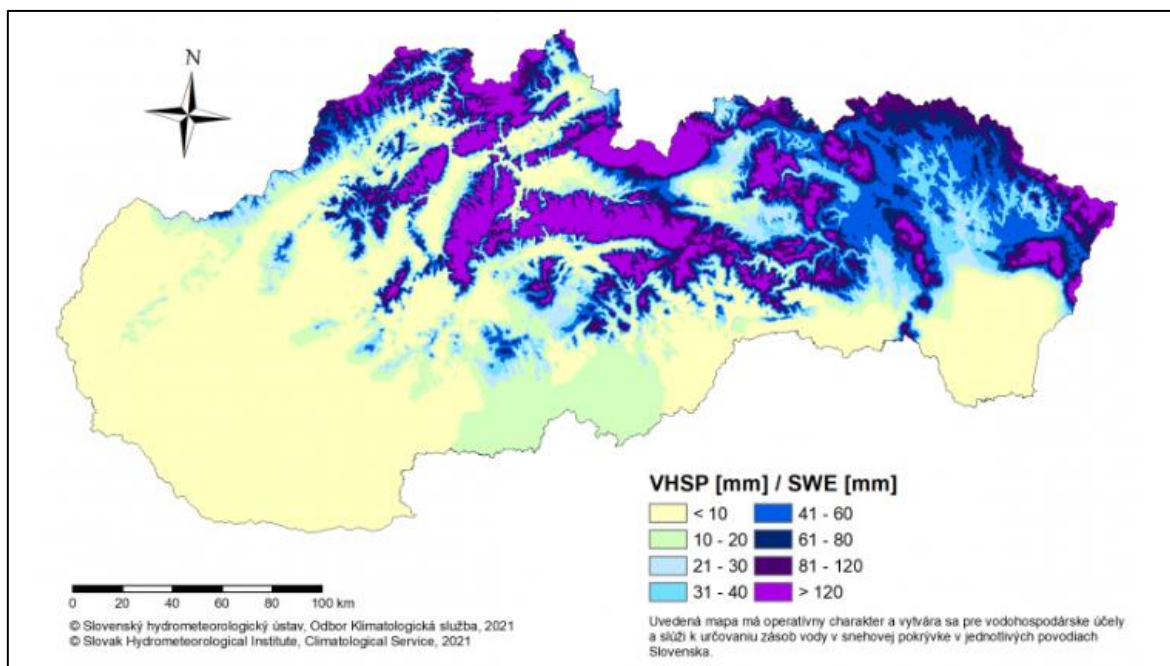 N
VHSP [mm] / SWE [mm]
< 10
10 - 20
21 - 30
31 - 40
41 - 60
61 - 80
81 - 120
> 120
0 20 40 60 80 100 km
© Slovenský hydrometeorologický ústav, Odbor Klimatologická služba, 2021
© Slovak Hydrometeorological Institute, Climatological Service, 2021
Uvedená mapa má operatívny charakter a vytvára sa pre vodohospodárske účely
a slúži k určovaniu zásob vody v snehovej pokrývke v jednotlivých povodiach
Slovenska.